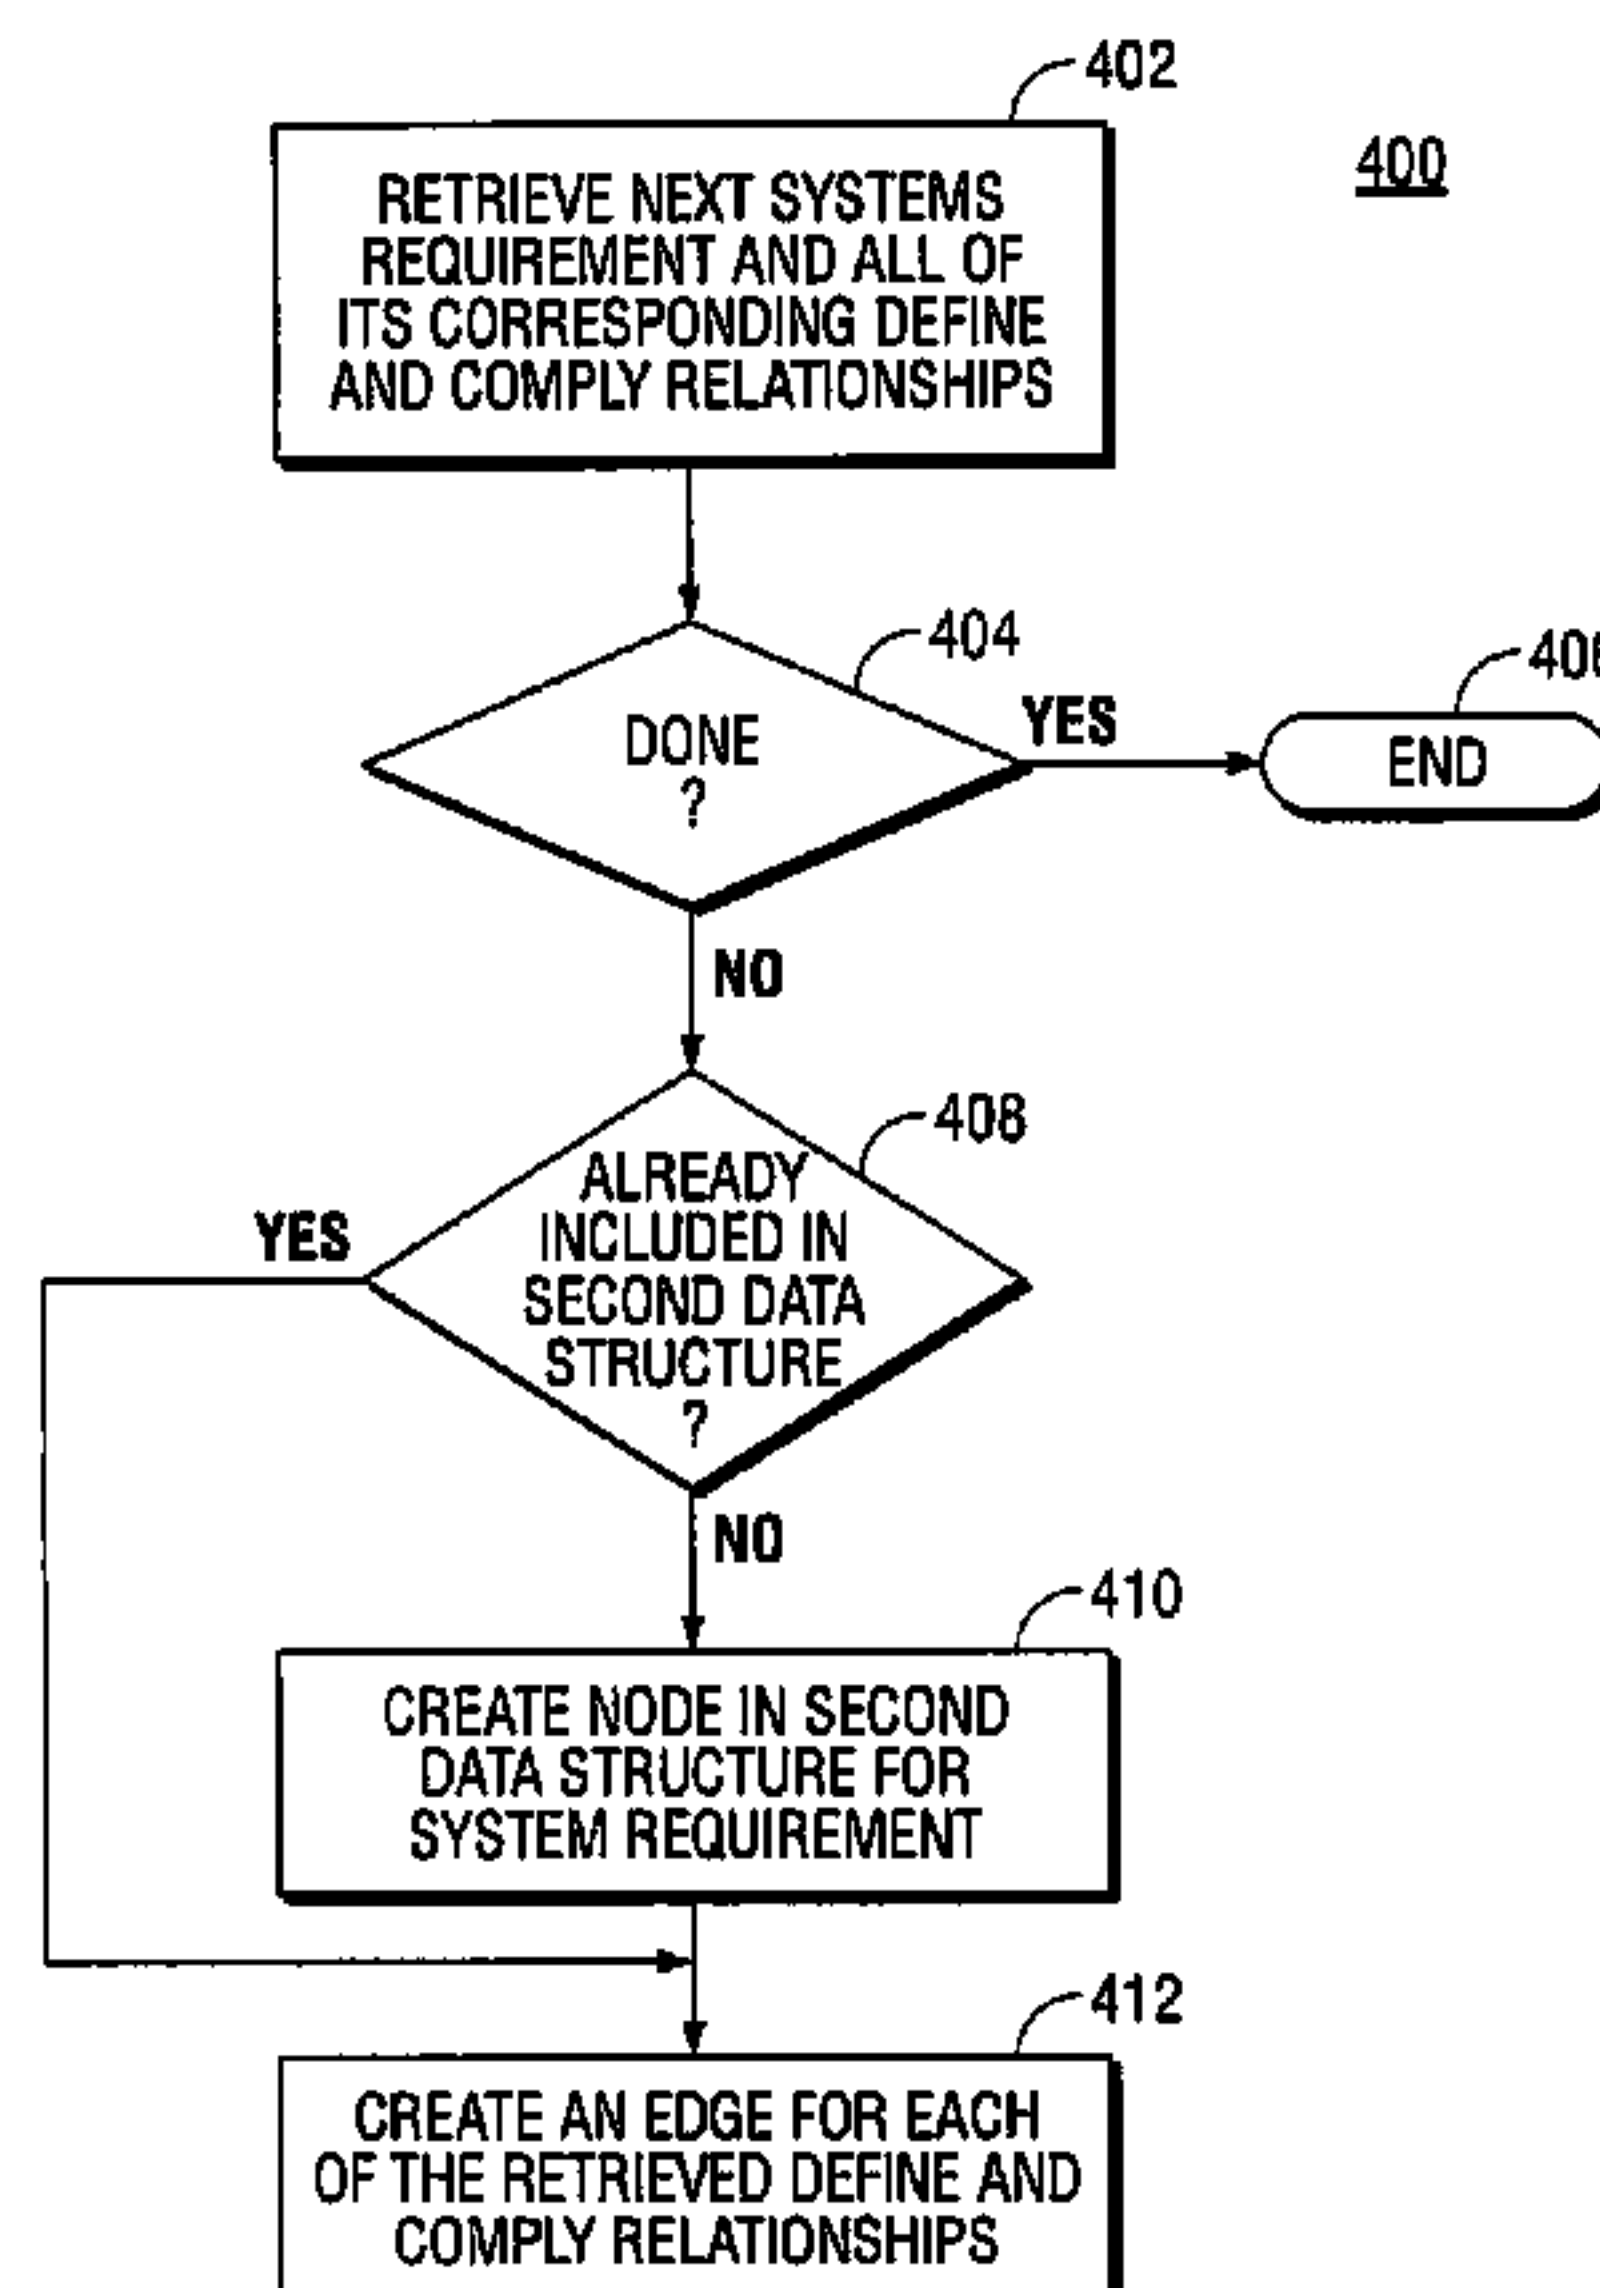 402
400
RETRIEVE NEXT SYSTEMS
REQUIREMENT AND ALL OF
ITS CORRESPONDING DEFINE
AND COMPLY RELATIONSHIPS
404
DONE
?
YES
END
NO
408
ALREADY
INCLUDED IN
SECOND DATA
STRUCTURE
?
YES
NO
410
CREATE NODE IN SECOND
DATA STRUCTURE FOR
SYSTEM REQUIREMENT
412
CREATE AN EDGE FOR EACH
OF THE RETRIEVED DEFINE AND
COMPLY RELATIONSHIPS